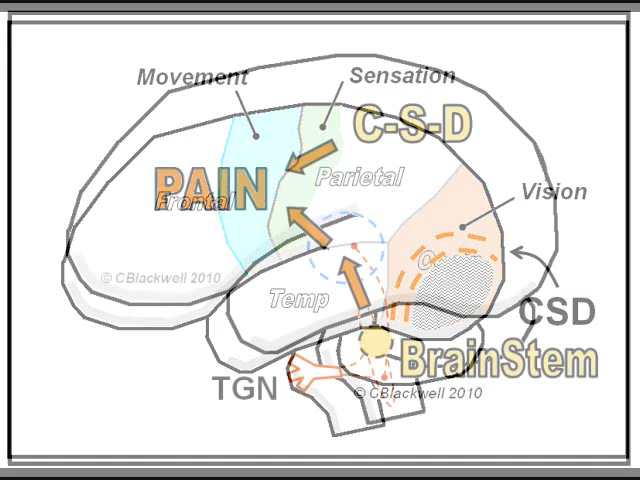 Movement
Sensation
C-S-D
PAIN
Frontal
Parietal
Vision
© CBlackwell 2010
Temp
CSD
BrainStem
TGN
© CBlackwell 2010